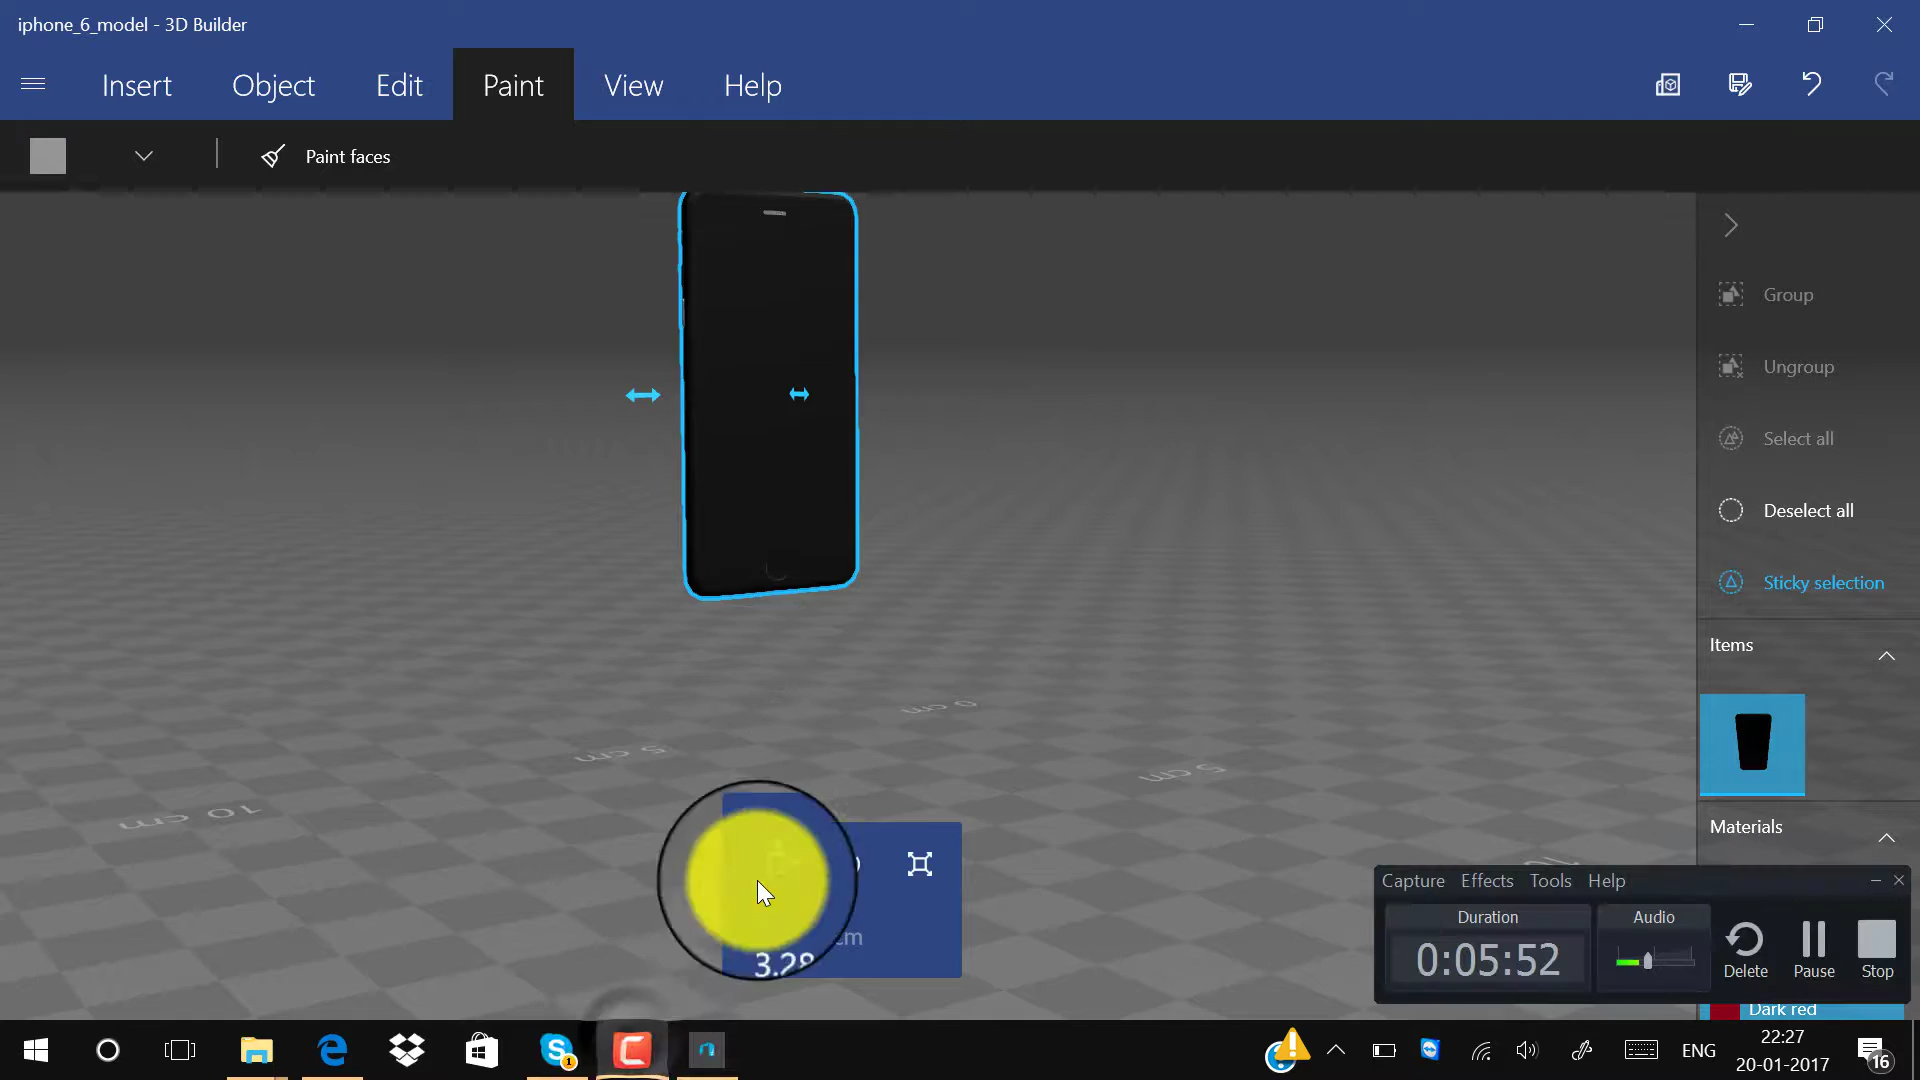 iphone_6_model - 3D Builder
Insert Object Edit Paint View Help
Paint faces
Group
Ungroup
Select all
Deselect all
Sticky selection
Items
Materials
Dark red
0 cm
5 cm
5 cm
10 cm
cm
3.28
Capture Effects Tools Help
Duration Audio
0:05:52
Delete Pause Stop
1
ENG
22:27
20-01-2017
16